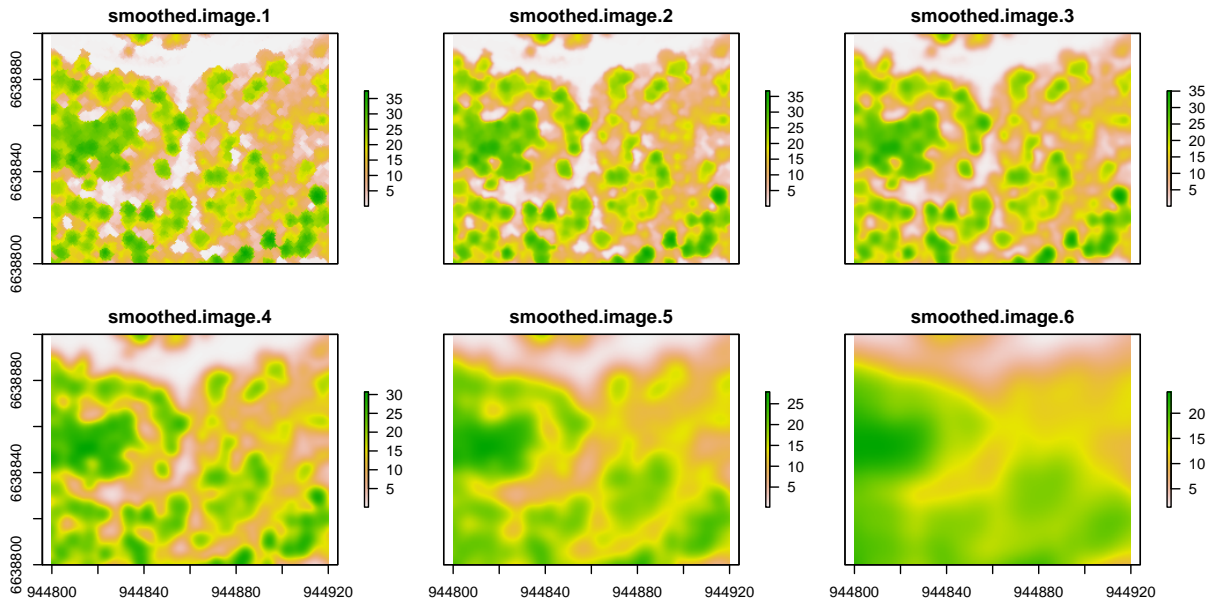 smoothed.image.1
smoothed.image.2
smoothed.image.3
6638800 6638840 6638880
5 10 15 20 25 30 35
5 10 15 20 25 30 35
5 10 15 20 25 30 35
smoothed.image.4
smoothed.image.5
smoothed.image.6
6638800 6638840 6638880
5 10 15 20 25 30
5 10 15 20 25
5 10 15 20
944800 944840 944880 944920
944800 944840 944880 944920
944800 944840 944880 944920